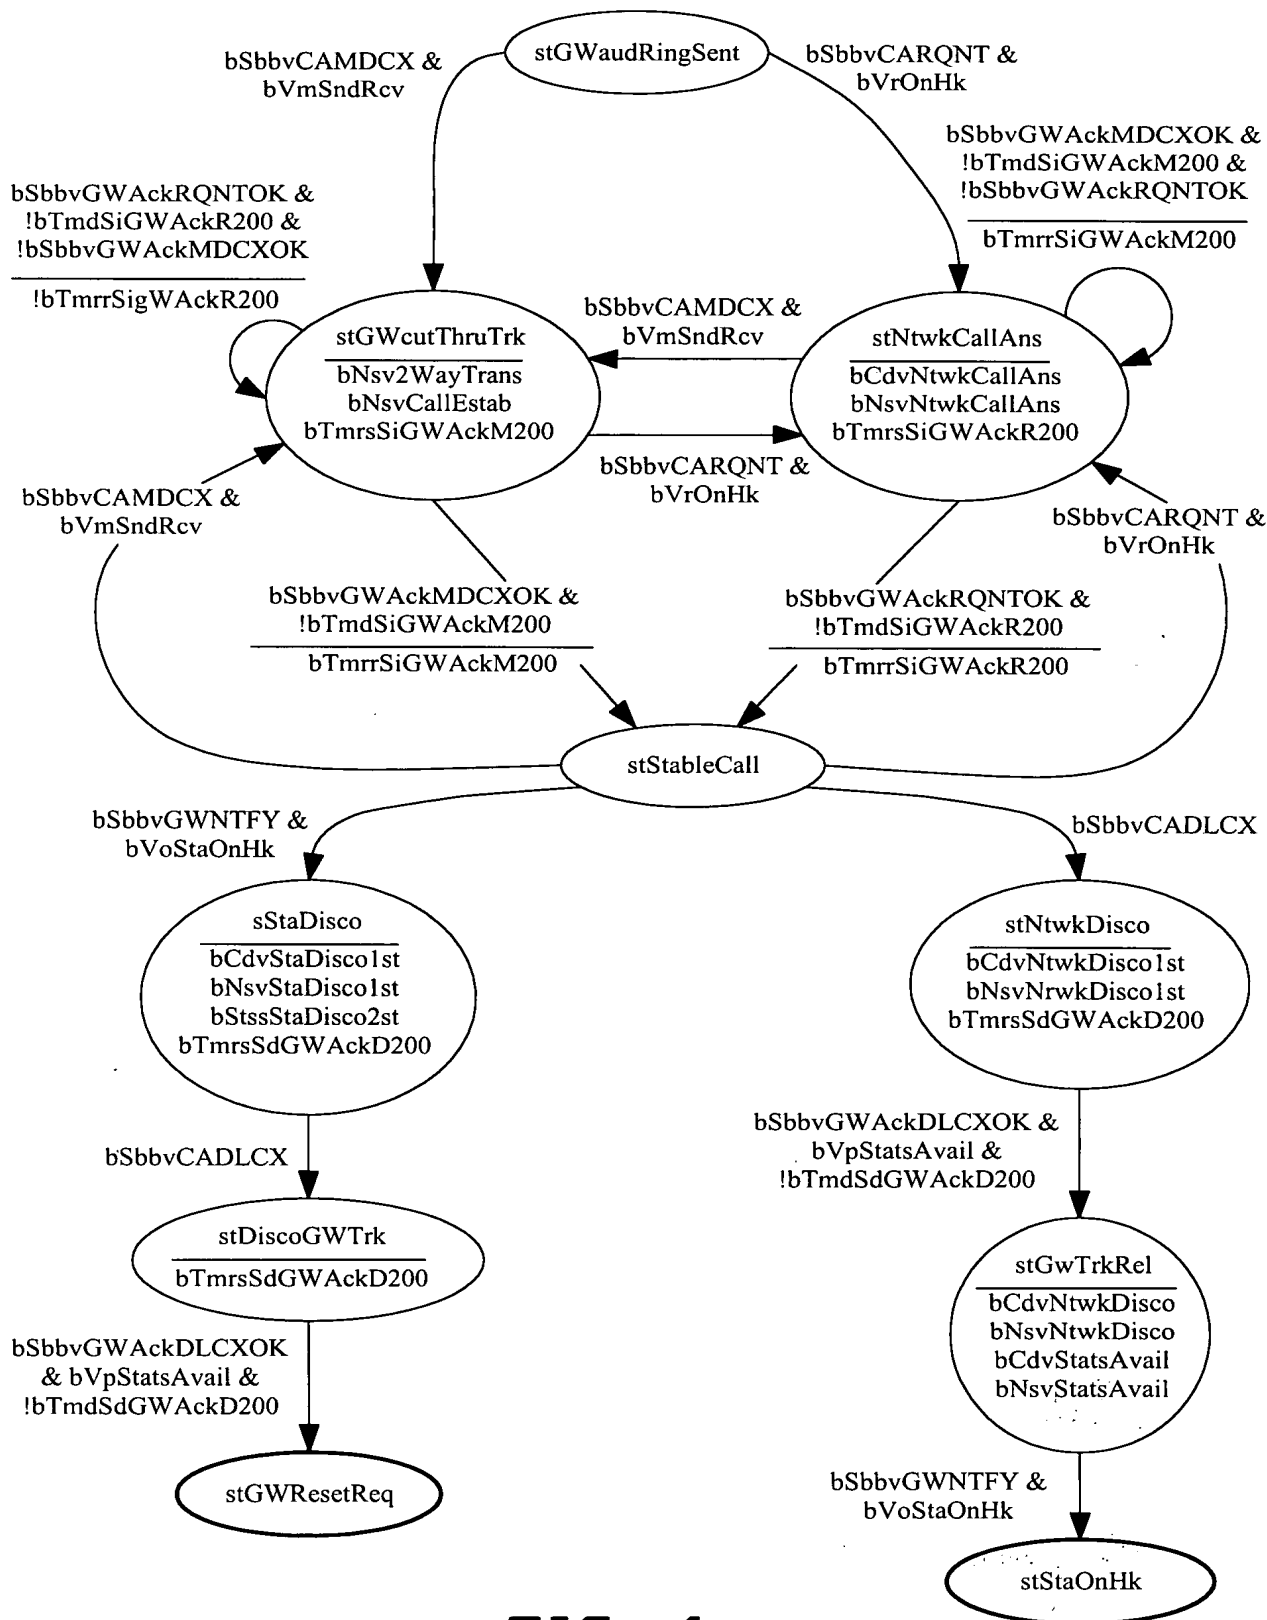 stGWaudRingSent
bSbbvCAMDCX &
bVmSndRcv
bSbbvCARQNT &
bVrOnHk
bSbbvGWAckMDCXOK &
!bTmdSiGWAckM200 &
!bSbbvGWAckRQNTOK
bTmrrSiGWAckM200
bSbbvGWAckRQNTOK &
!bTmdSiGWAckR200 &
!bSbbvGWAckMDCXOK
!bTmrrSigWAckR200
stGWcutThruTrk
bNsv2WayTrans
bNsvCallEstab
bTmrsSiGWAckM200
bSbbvCAMDCX &
bVmSndRcv
stNtwkCallAns
bCdvNtwkCallAns
bNsvNtwkCallAns
bTmrsSiGWAckR200
bSbbvCARQNT &
bVrOnHk
bSbbvCAMDCX &
bVmSndRcv
bSbbvCARQNT &
bVrOnHk
bSbbvGWAckMDCXOK &
!bTmdSiGWAckM200
bTmrrSiGWAckM200
bSbbvGWAckRQNTOK &
!bTmdSiGWAckR200
bTmrrSiGWAckR200
stStableCall
bSbbvGWNTFY &
bVoStaOnHk
bSbbvCADLCX
sStaDisco
bCdvStaDisco1st
bNsvStaDisco1st
bStssStaDisco2st
bTmrsSdGWAckD200
stNtwkDisco
bCdvNtwkDisco1st
bNsvNrwkDisco1st
bTmrsSdGWAckD200
bSbbvCADLCX
bSbbvGWAckDLCXOK &
bVpStatsAvail &
!bTmdSdGWAckD200
stDiscoGWTrk
bTmrsSdGWAckD200
stGwTrkRel
bCdvNtwkDisco
bNsvNtwkDisco
bCdvStatsAvail
bNsvStatsAvail
bSbbvGWAckDLCXOK
& bVpStatsAvail &
!bTmdSdGWAckD200
stGWResetReq
bSbbvGWNTFY &
bVoStaOnHk
stStaOnHk